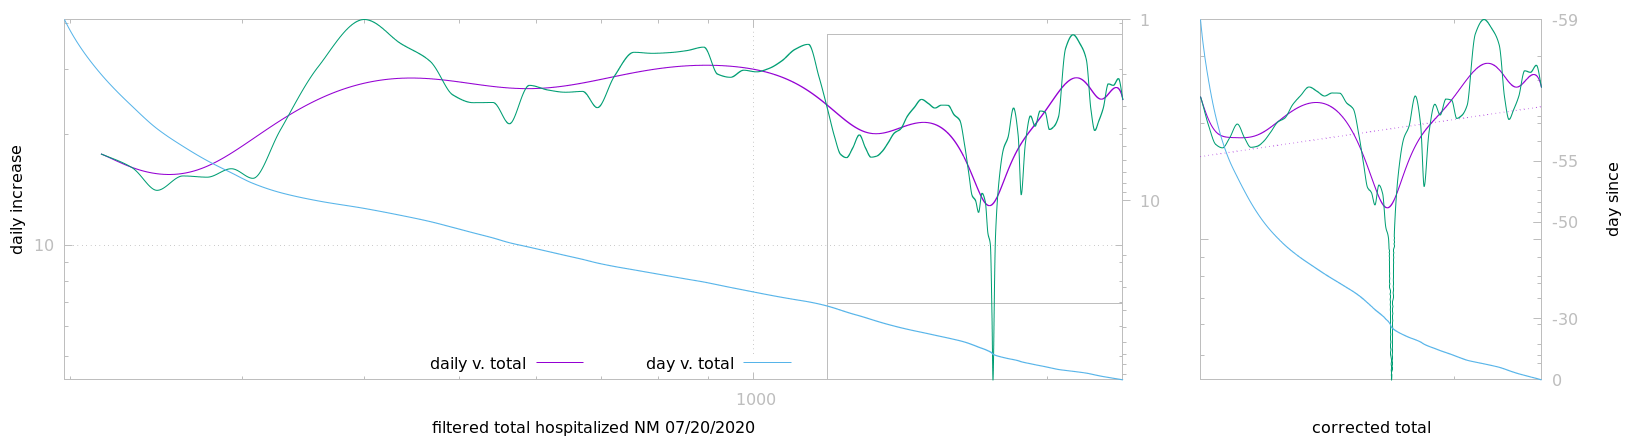 daily increase
10
daily v. total
day v. total
1000
filtered total hospitalized NM 07/20/2020
1
10
corrected total
-59
-55
-50
-30
0
day since